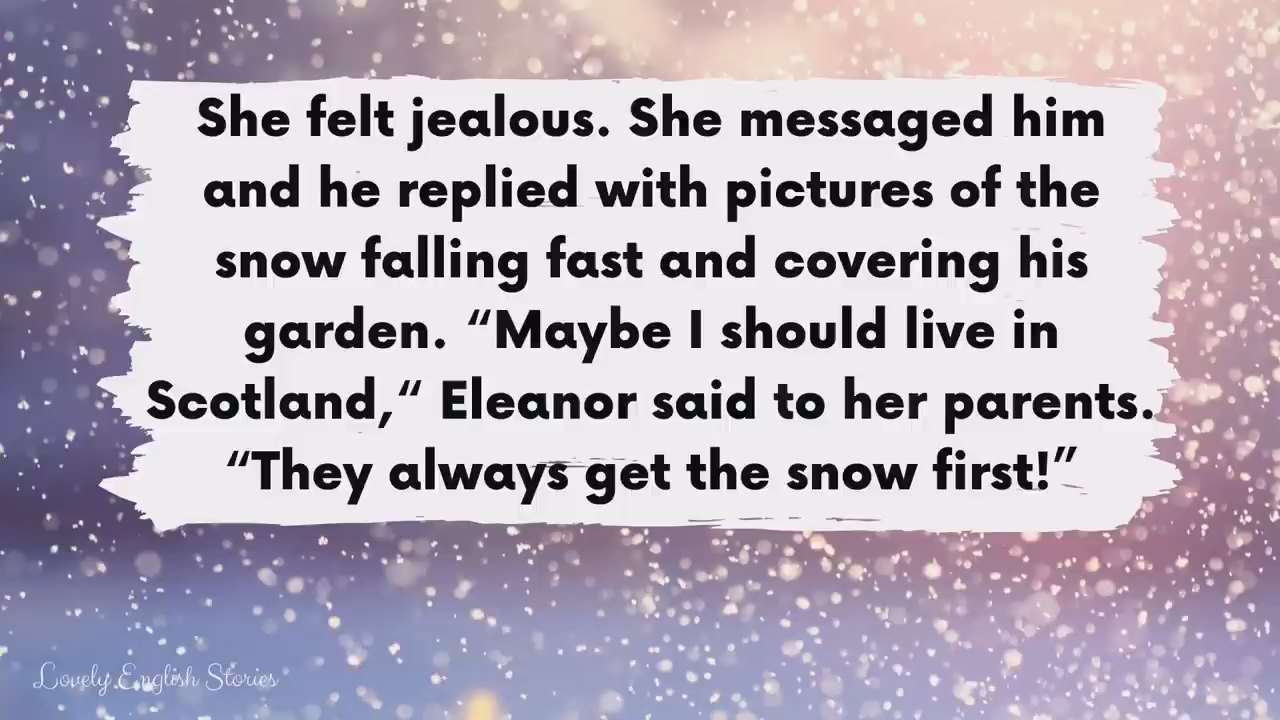 She felt jealous. She messaged him
and he replied with pictures of the
snow falling fast and covering his
garden. “Maybe I should live in
Scotland,“ Eleanor said to her parents.
“They always get the snow first!”
Lovely English Stories